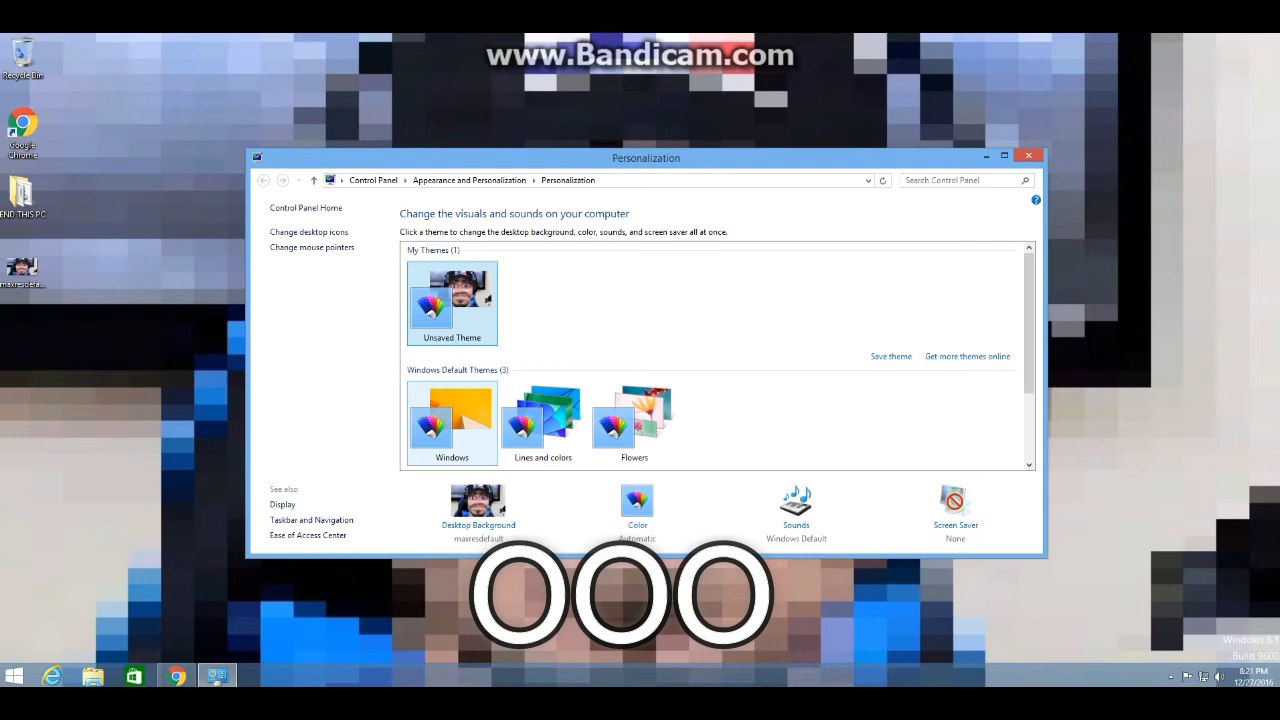 www.Bandicam.com
Recycle Bin
Google
Chrome
END THIS PC
maxresdefa...
Personalization
Control Panel
Appearance and Personalization
Personalization
Search Control Panel
Control Panel Home
Change desktop icons
Change mouse pointers
Change the visuals and sounds on your computer
Click a theme to change the desktop background, color, sounds, and screen saver all at once.
My Themes (1)
Unsaved Theme
Save theme
Get more themes online
Windows Default Themes (3)
Windows
Lines and colors
Flowers
See also
Display
Taskbar and Navigation
Ease of Access Center
Desktop Background
maxresdefault
Color
Automatic
Sounds
Windows Default
Screen Saver
None
OOO
Windows 8.1
Build 9600
8:21 PM
12/27/2016